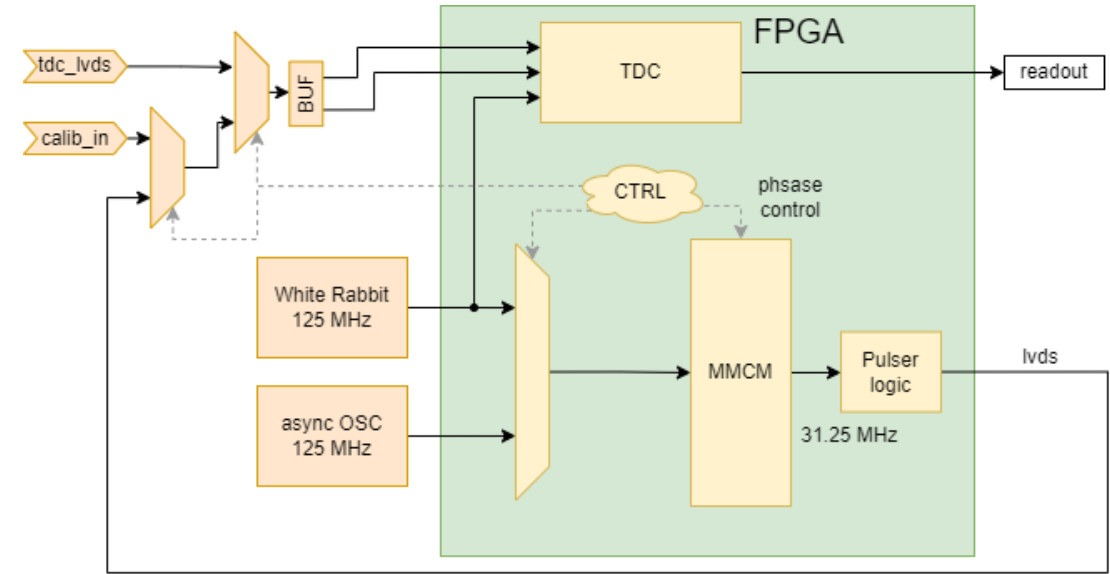 FPGA
tdc_lvds
TDC
readout
BUF
calib_in
CTRL
phsase
control
White Rabbit
125 MHz
lvds
MMCM
Pulser
logic
async OSC
125 MHz
31.25 MHz